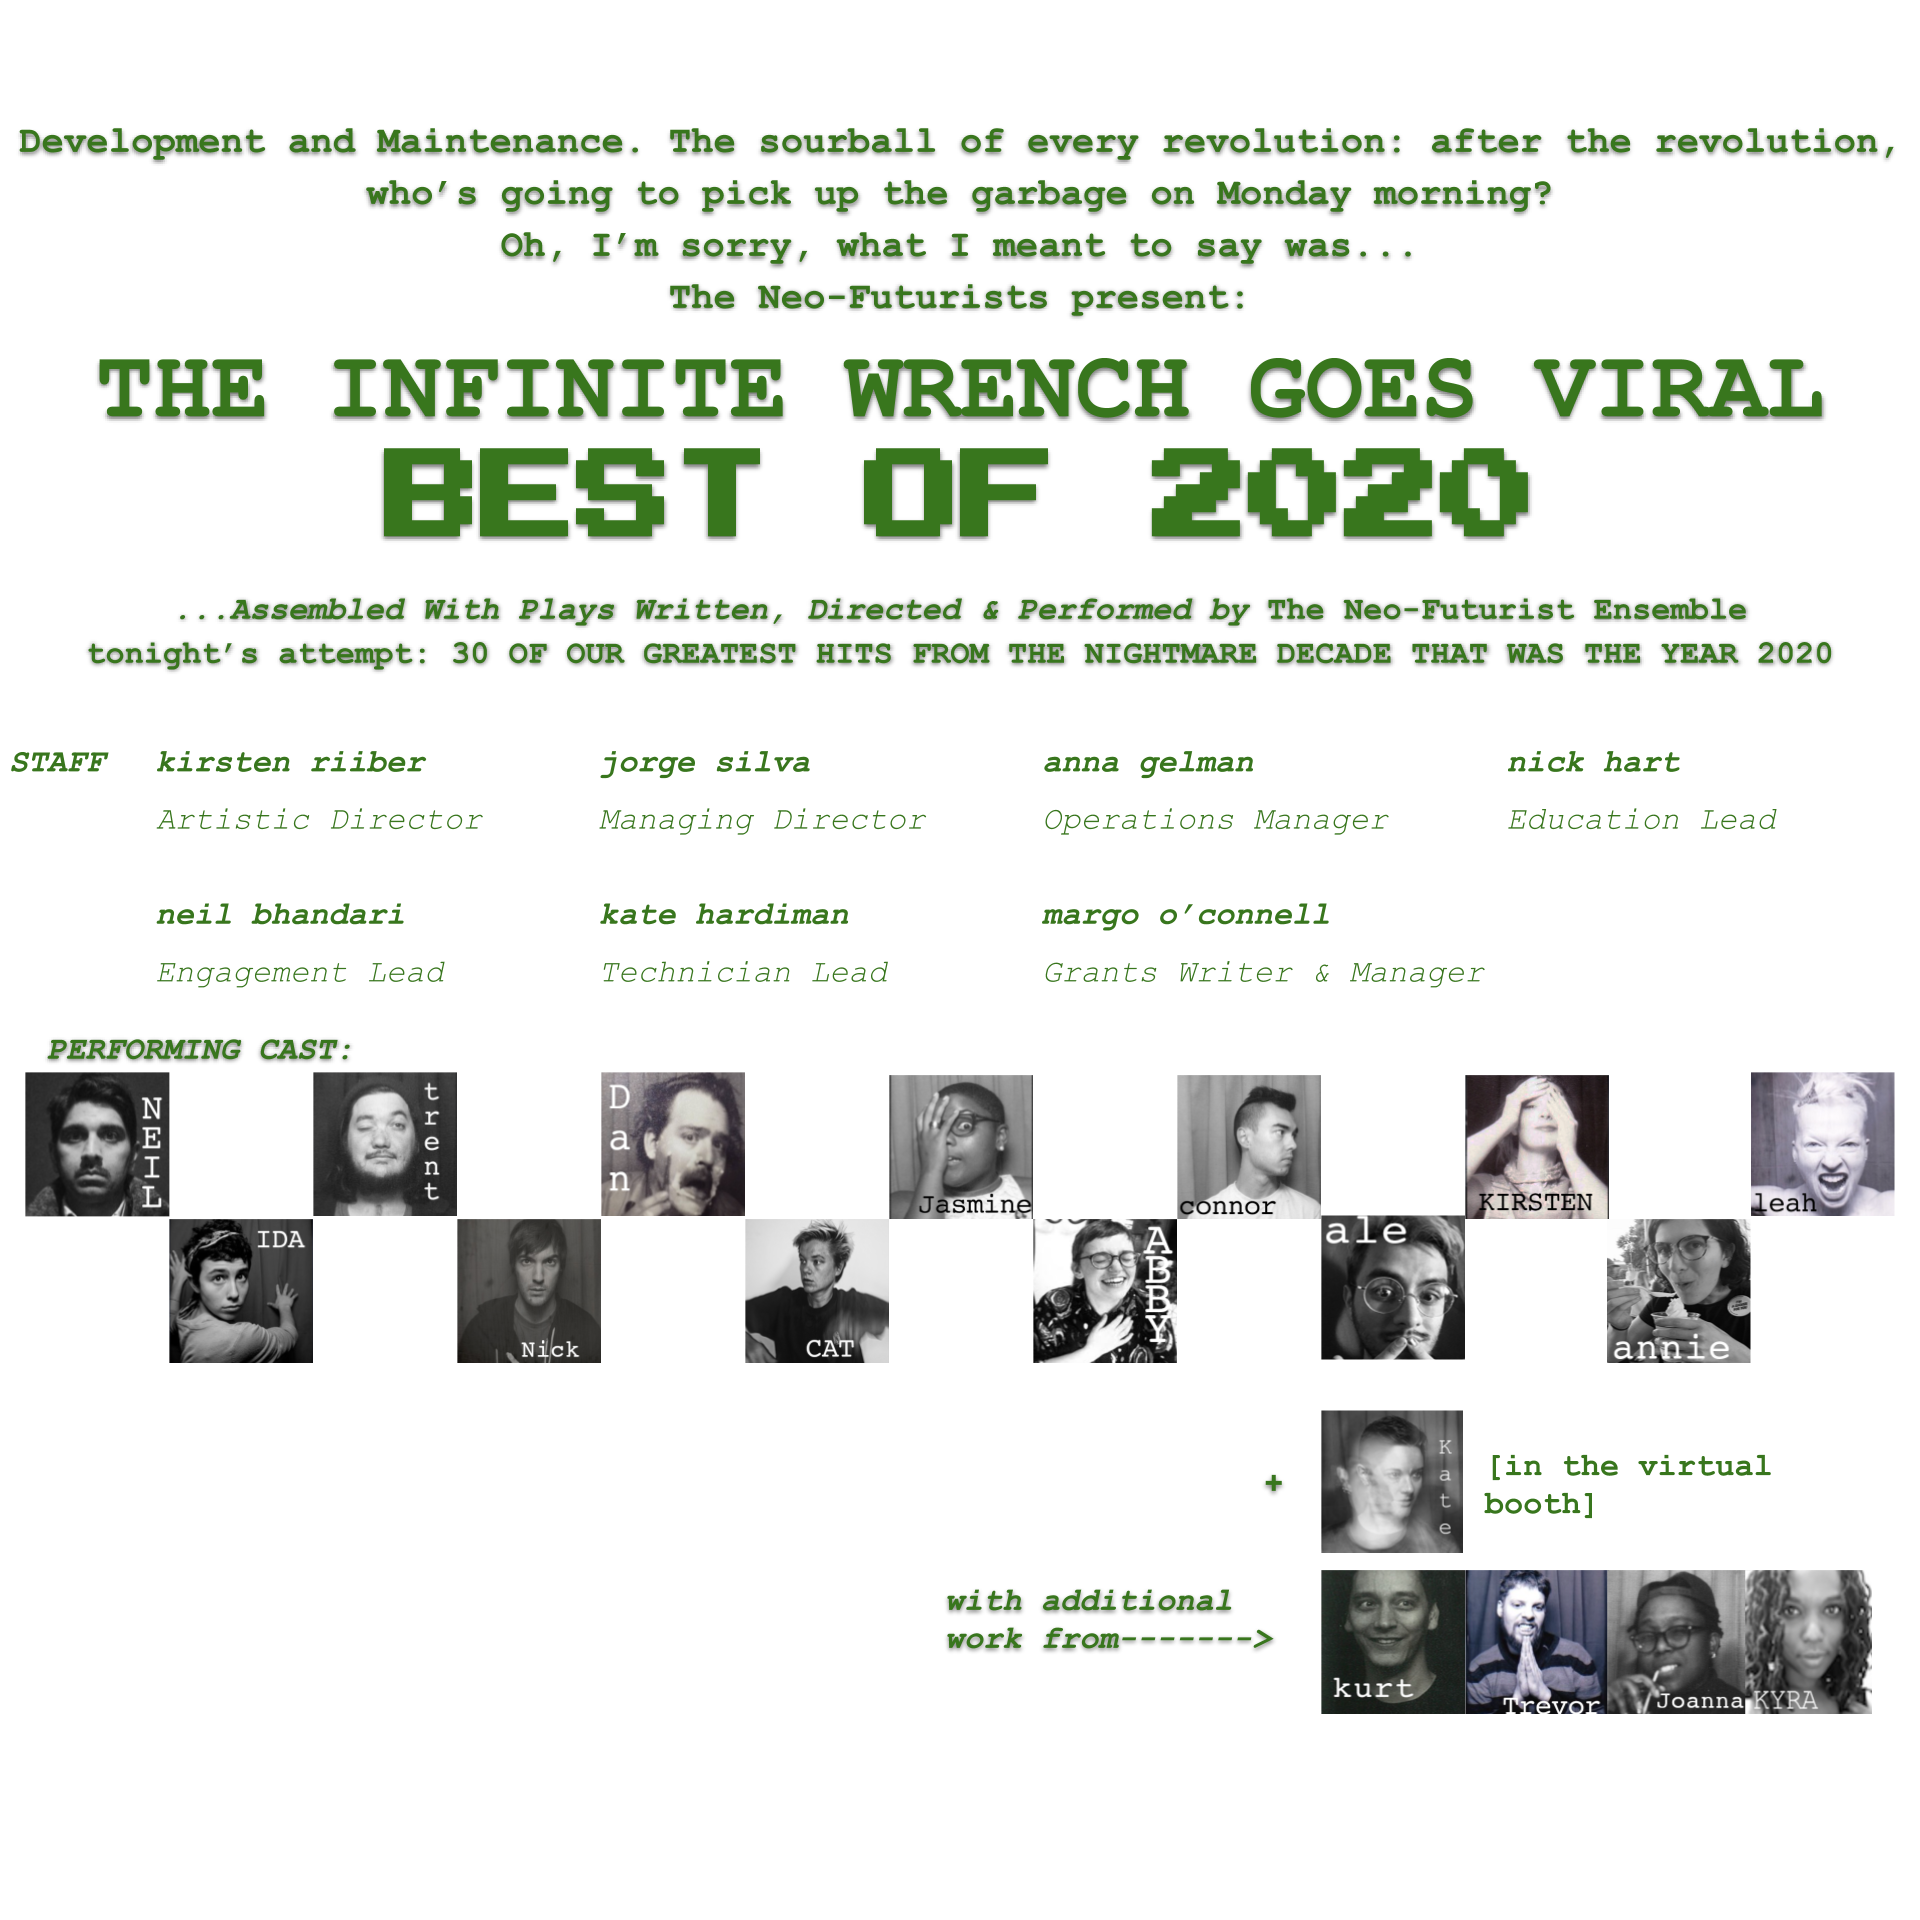 Development and Maintenance. The sourball of every revolution: after the revolution,
who’s going to pick up the garbage on Monday morning?
Oh, I’m sorry, what I meant to say was...
The Neo-Futurists present:
THE INFINITE WRENCH GOES VIRAL
BEST OF 2020
...Assembled With Plays Written, Directed & Performed by The Neo-Futurist Ensemble
tonight’s attempt: 30 OF OUR GREATEST HITS FROM THE NIGHTMARE DECADE THAT WAS THE YEAR 2020
STAFF kirsten riiber jorge silva anna gelman nick hart
Artistic Director Managing Director Operations Manager Education Lead
neil bhandari kate hardiman margo o’connell
Engagement Lead Technician Lead Grants Writer & Manager
PERFORMING CAST:
NEIL
trent
Dan
Jasmine
connor
KIRSTEN
leah
IDA
Nick
CAT
ABBY
ale
annie
+
Kate
[in the virtual
booth]
with additional
work from------->
kurt
Trevor
Joanna
KYRA